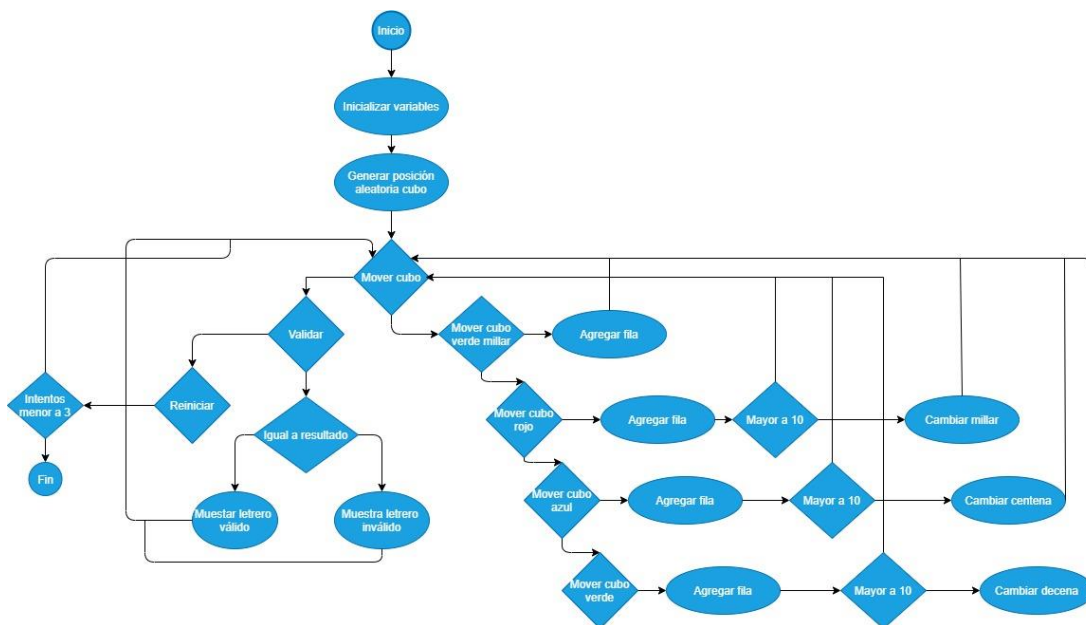 Inicio
Inicializar variables
Generar posición
aleatoria cubo
Mover cubo
Validar
Mover cubo
verde millar
Agregar fila
Intentos
menor a 3
Reiniciar
Mover cubo
rojo
Agregar fila
Mayor a 10
Cambiar millar
Igual a resultado
Fin
Mover cubo
azul
Agregar fila
Mayor a 10
Cambiar centena
Muestar letrero
válido
Muestra letrero
inválido
Mover cubo
verde
Agregar fila
Mayor a 10
Cambiar decena